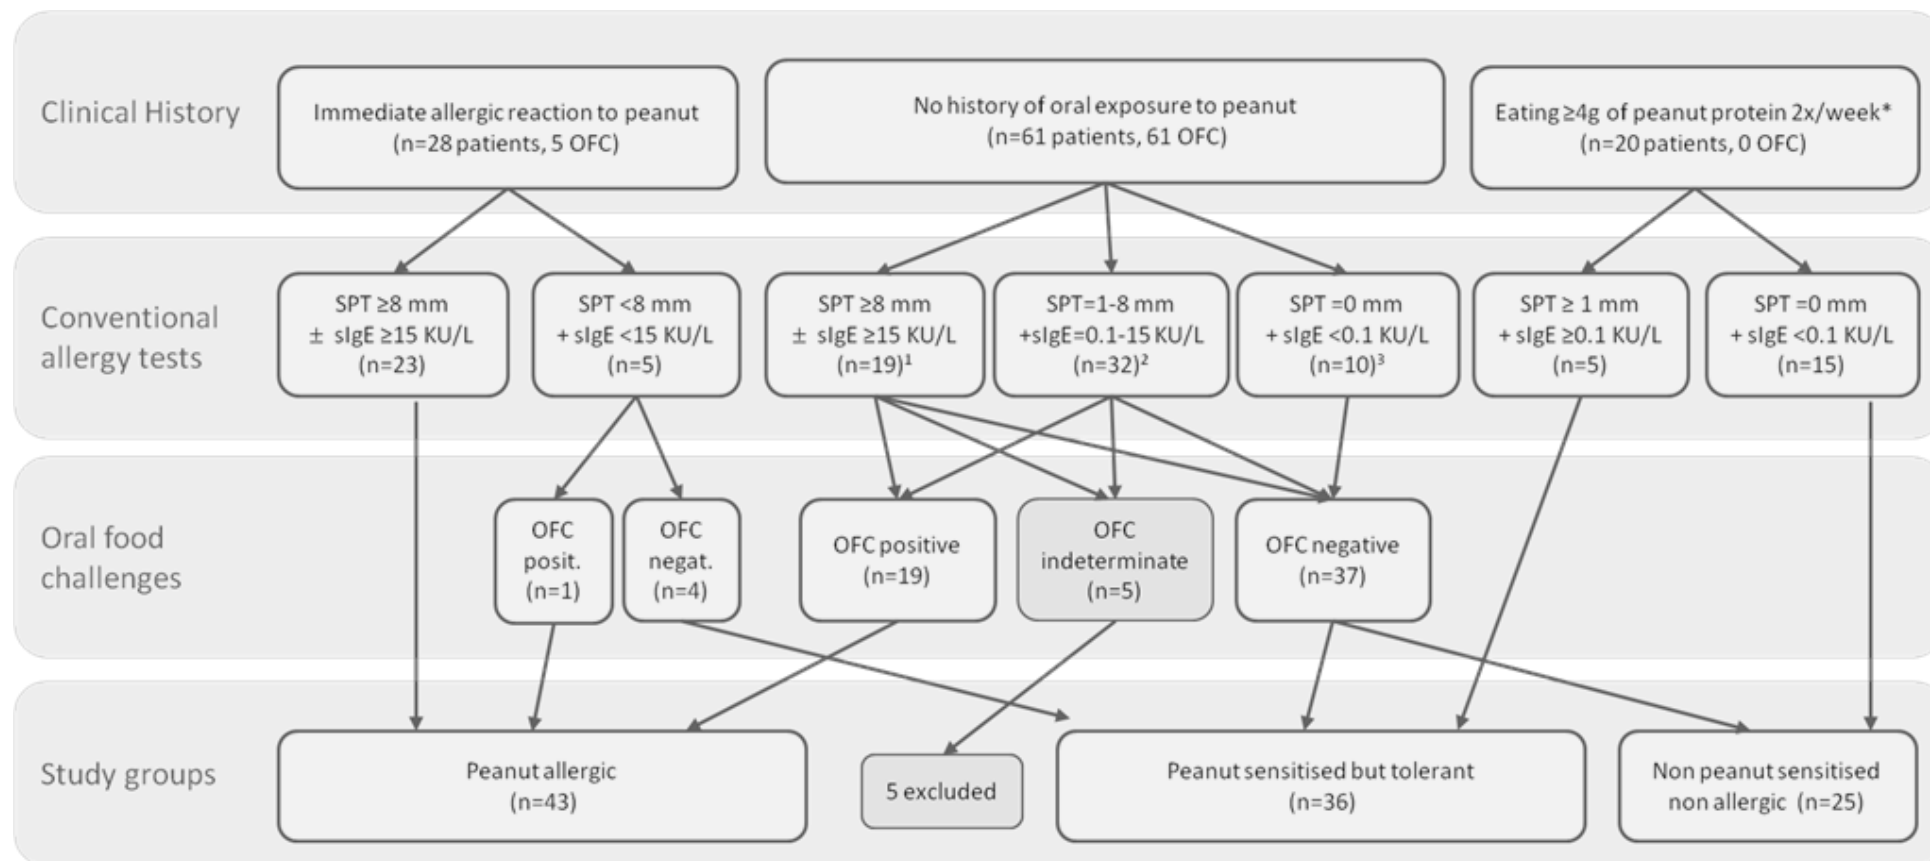 Clinical History
Immediate allergic reaction to peanut
(n=28 patients, 5 OFC)
No history of oral exposure to peanut
(n=61 patients, 61 OFC)
Eating ≥4g of peanut protein 2x/week*
(n=20 patients, 0 OFC)
Conventional
allergy tests
SPT ≥8 mm
± sIgE ≥15 KU/L
(n=23)
SPT <8 mm
+ sIgE <15 KU/L
(n=5)
SPT ≥8 mm
± sIgE ≥15 KU/L
(n=19)¹
SPT=1-8 mm
+sIgE=0.1-15 KU/L
(n=32)²
SPT =0 mm
+ sIgE <0.1 KU/L
(n=10)³
SPT ≥ 1 mm
+ sIgE ≥0.1 KU/L
(n=5)
SPT =0 mm
+ sIgE <0.1 KU/L
(n=15)
Oral food
challenges
OFC
posit.
(n=1)
OFC
negat.
(n=4)
OFC positive
(n=19)
OFC
indeterminate
(n=5)
OFC negative
(n=37)
Study groups
Peanut allergic
(n=43)
5 excluded
Peanut sensitised but tolerant
(n=36)
Non peanut sensitised
non allergic (n=25)